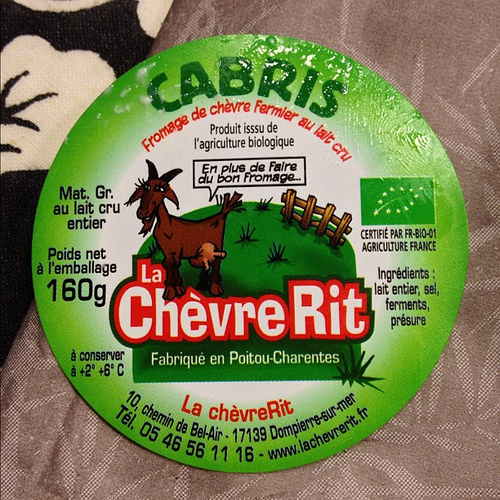 CABRIS
Fromage de chèvre fermier au lait cru
Produit isssu de
l'agriculture biologique
En plus de faire
du bon fromage...
Mat. Gr.
au lait cru
entier
Poids net
à l'emballage
160g
à conserver
à +2° +6° C
CERTIFIÉ PAR FR-BIO-01
AGRICULTURE FRANCE
Ingrédients :
lait entier, sel,
ferments,
présure
La
ChèvreRit
Fabriqué en Poitou-Charentes
La chèvreRit
10, chemin de Bel-Air - 17139 Dompierre-sur-mer
Tél. 05 46 56 11 16 - www.lachevrerit.fr